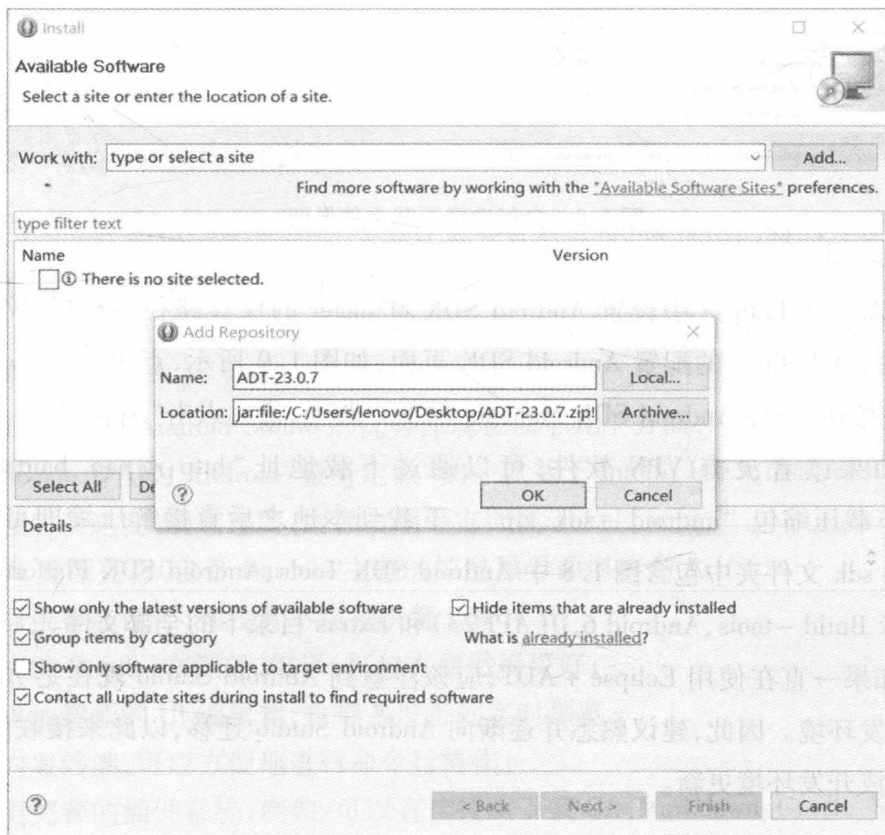 Install
Available Software
Select a site or enter the location of a site.
Work with: type or select a site Add...
Find more software by working with the "Available Software Sites" preferences.
type filter text
Name Version
There is no site selected.
Add Repository
Name: ADT-23.0.7 Local...
Location: jar:file:/C:/Users/lenovo/Desktop/ADT-23.0.7.zip! Archive...
OK Cancel
Select All De
Details
Show only the latest versions of available software Hide items that are already installed
Group items by category What is already installed?
Show only software applicable to target environment
Contact all update sites during install to find required software
< Back Next > Finish Cancel